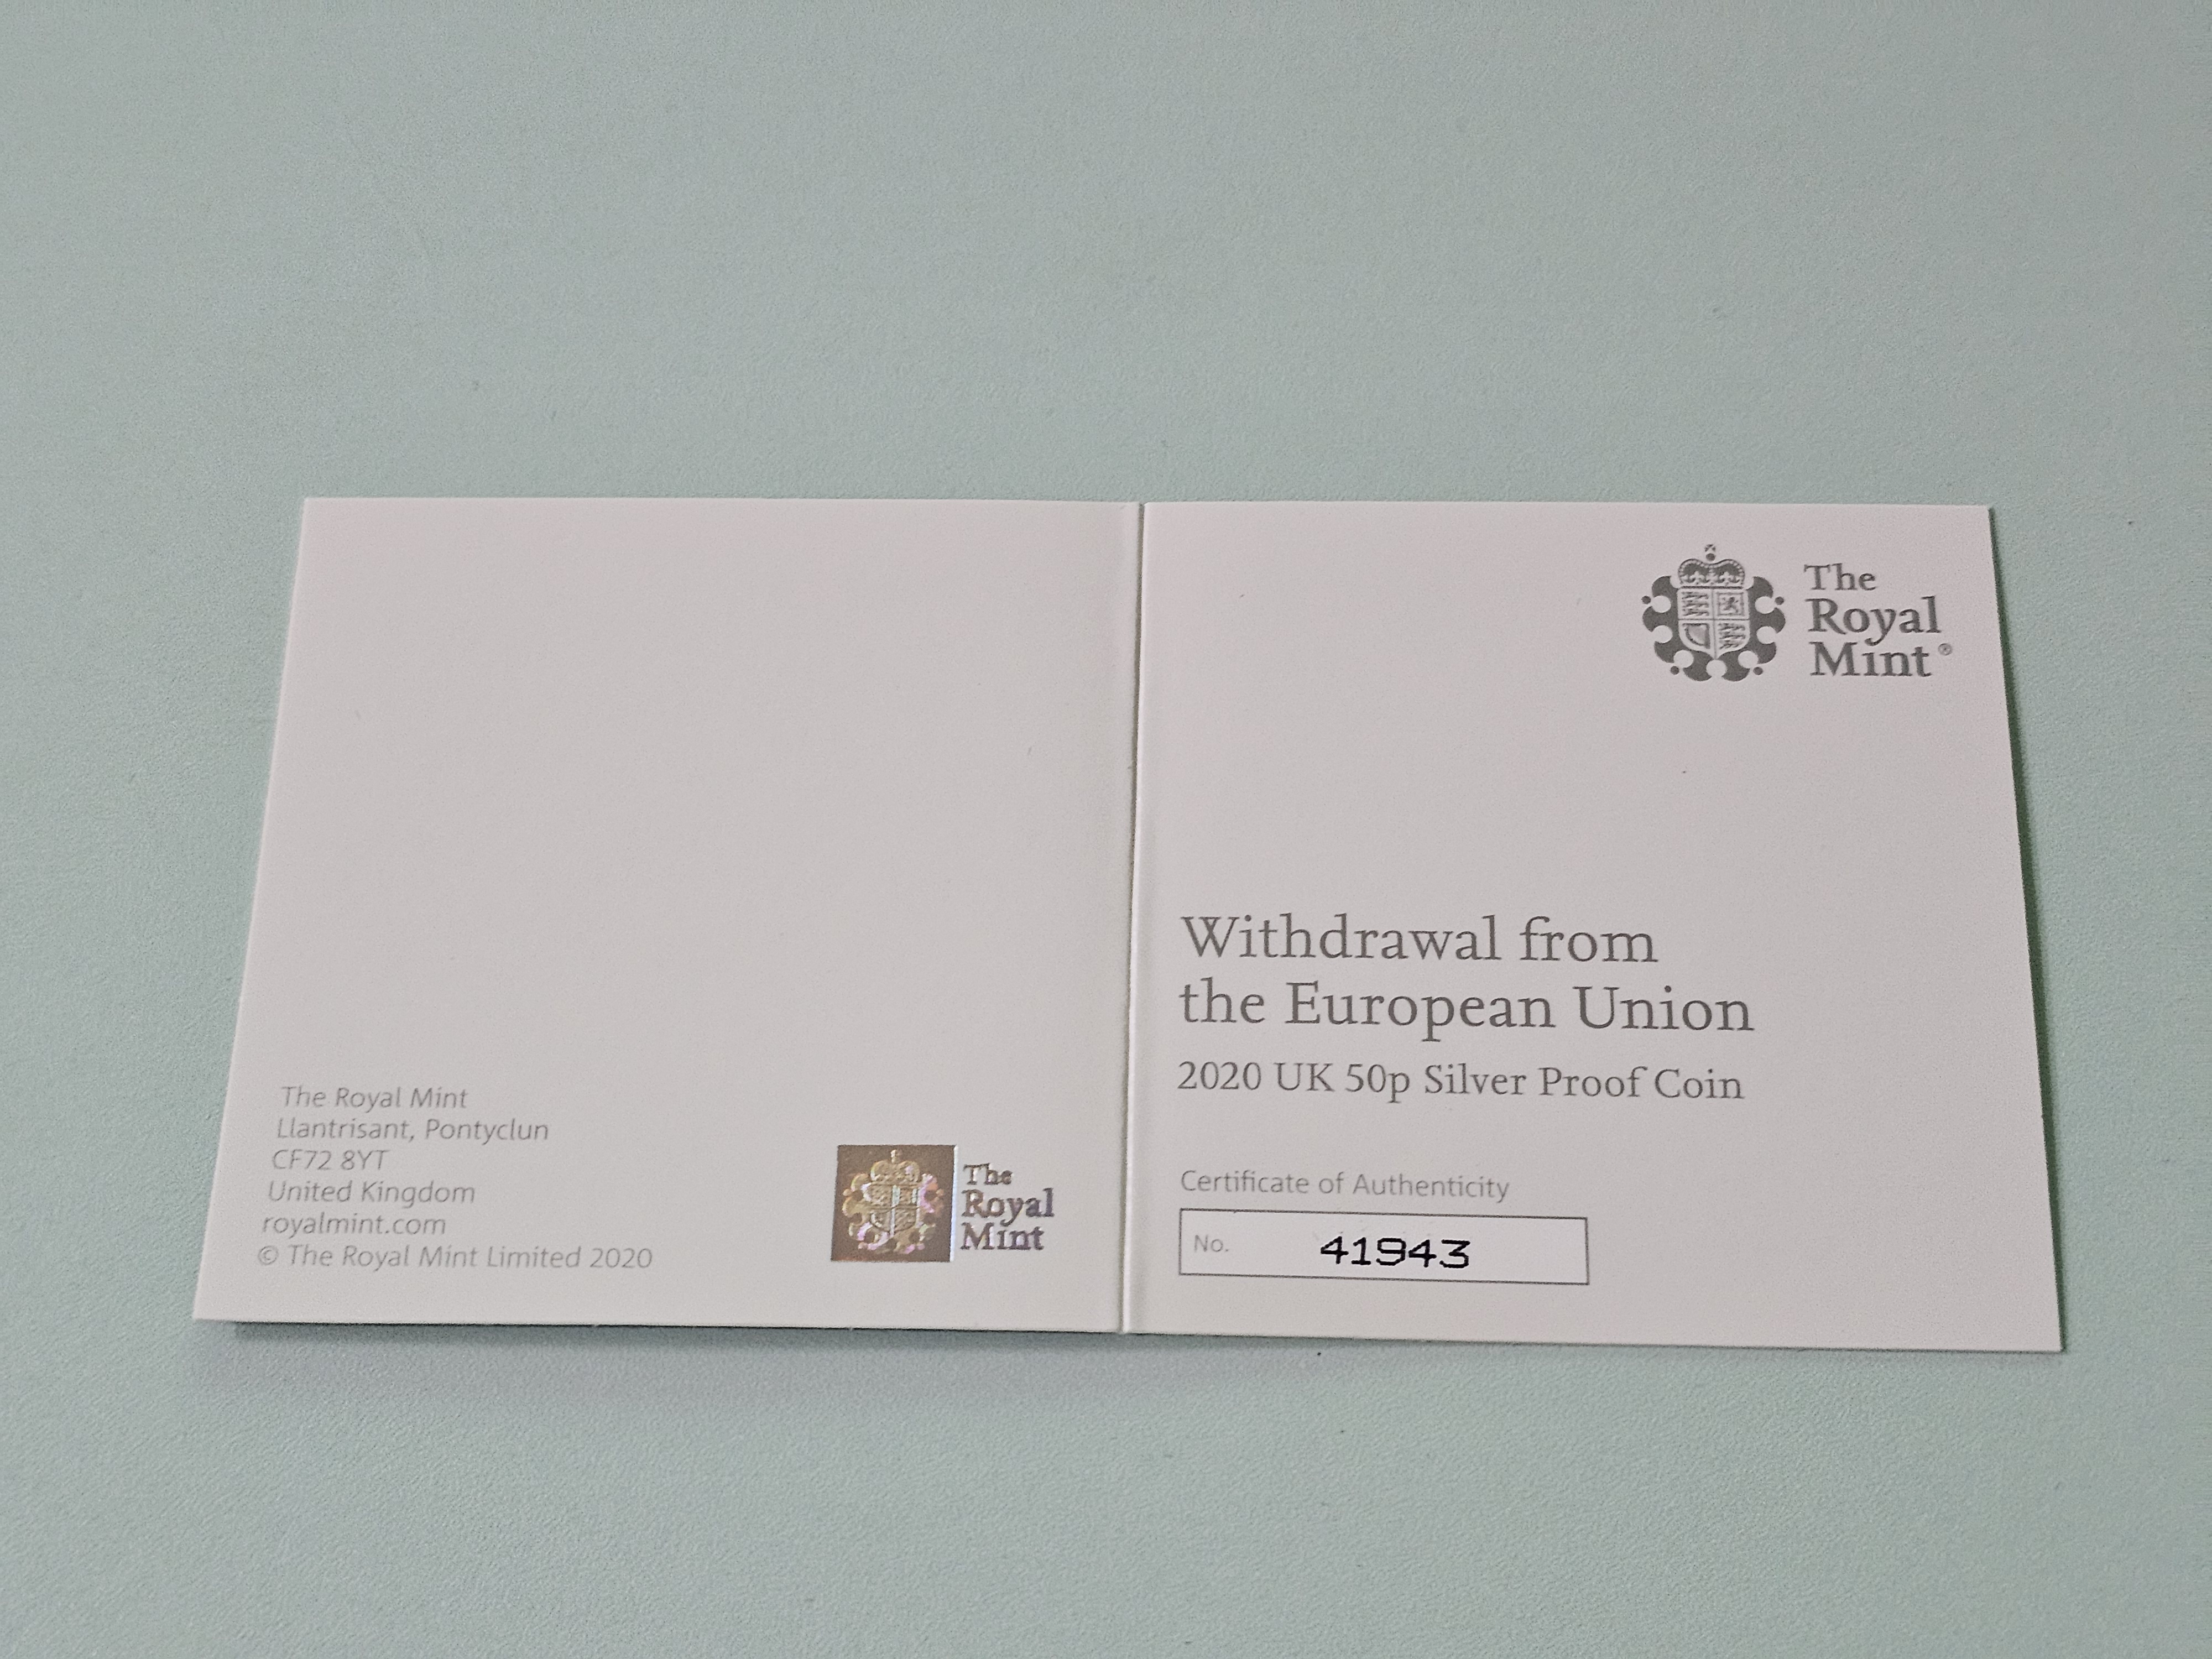 The Royal Mint
Llantrisant, Pontyclun
CF72 8YT
United Kingdom
royalmint.com
© The Royal Mint Limited 2020
The
Royal
Mint
The
Royal
Mint®
Withdrawal from
the European Union
2020 UK 50p Silver Proof Coin
Certificate of Authenticity
No. 41943